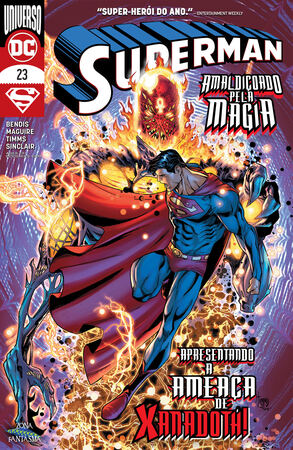 UNIVERSO
DC
23
BENDIS
MAGUIRE
TIMMS
SINCLAIR
"SUPER-HERÓI DO ANO." —ENTERTAINMENT WEEKLY
SUPERMAN
AMALDIÇOADO
PELA
MAGIA
APRESENTANDO
A
AMEAÇA
DE
XANADOTH!
ZONA
FANTASMA